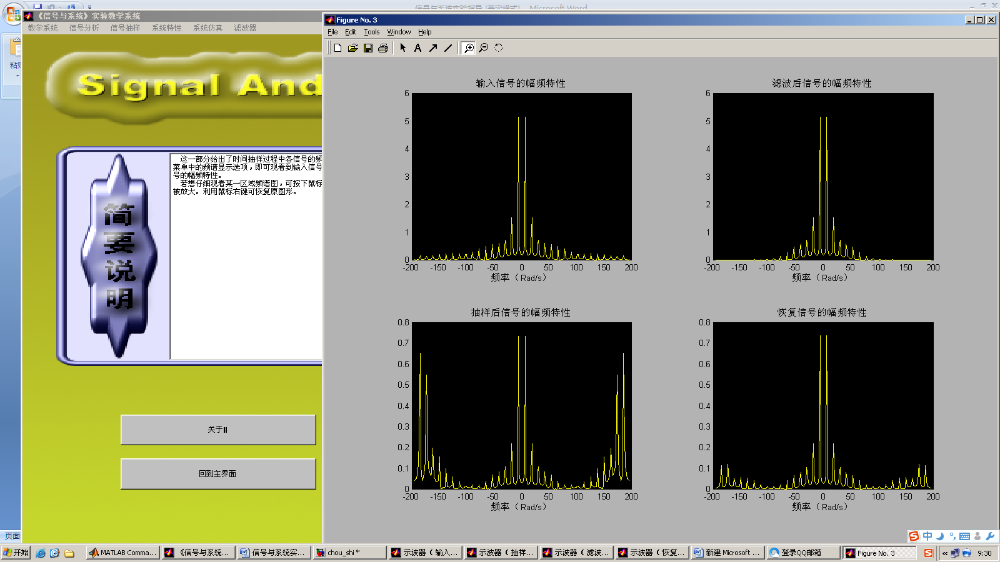 信号与系统实验指导 [兼容模式] - Microsoft Word
《信号与系统》实验教学系统
教学系统 信号分析 信号抽样 系统特性 系统仿真 滤波器
Signal And
这一部分给出了时间抽样过程中各信号的频
菜单中的频谱显示选项，即可观看到输入信号
号的幅频特性。
若想仔细观看某一区域频谱图，可按下鼠标
被放大。利用鼠标右键可恢复原图形。
简
要
说
明
关于II
回到主界面
页面
Figure No. 3
File Edit Tools Window Help
输入信号的幅频特性
6
5
4
3
2
1
0
-200 -150 -100 -50 0 50 100 150 200
频率（Rad/s）
滤波后信号的幅频特性
6
5
4
3
2
1
0
-200 -150 -100 -50 0 50 100 150 200
频率（Rad/s）
抽样后信号的幅频特性
0.8
0.7
0.6
0.5
0.4
0.3
0.2
0.1
0
-200 -150 -100 -50 0 50 100 150 200
频率（Rad/s）
恢复信号的幅频特性
0.8
0.7
0.6
0.5
0.4
0.3
0.2
0.1
0
-200 -150 -100 -50 0 50 100 150 200
频率（Rad/s）
中
开始
MATLAB Comma...
《信号与系统...
信号与系统实...
chou_shi *
示波器（ 输入...
示波器（ 抽样...
示波器（ 滤波...
示波器（ 恢复...
新建 Microsoft ...
登录QQ邮箱
Figure No. 3
9:30